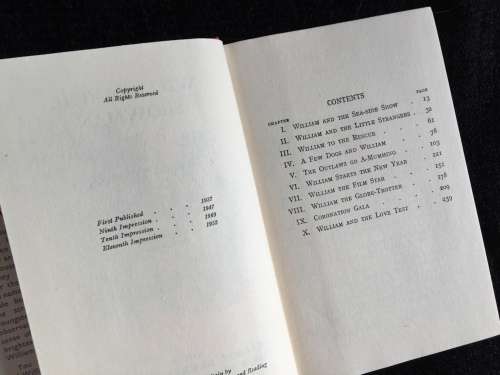 Copyright
All Rights Reserved
First Published . . . 1937
Ninth Impression . . . 1947
Tenth Impression . . . 1949
Eleventh Impression . . . 1952
by
and Reading
CONTENTS
CHAPTER PAGE
I. William and the Sea-side Show . 13
II. William and the Little Strangers . 32
III. William to the Rescue . . 61
IV. A Few Dogs and William . . 78
V. The Outlaws go A-Mumming . 103
VI. William Starts the New Year . 121
VII. William the Film Star . . 151
VIII. William the Globe-Trotter . . 178
IX. Coronation Gala . . . 209
X. William and the Love Test . . 239